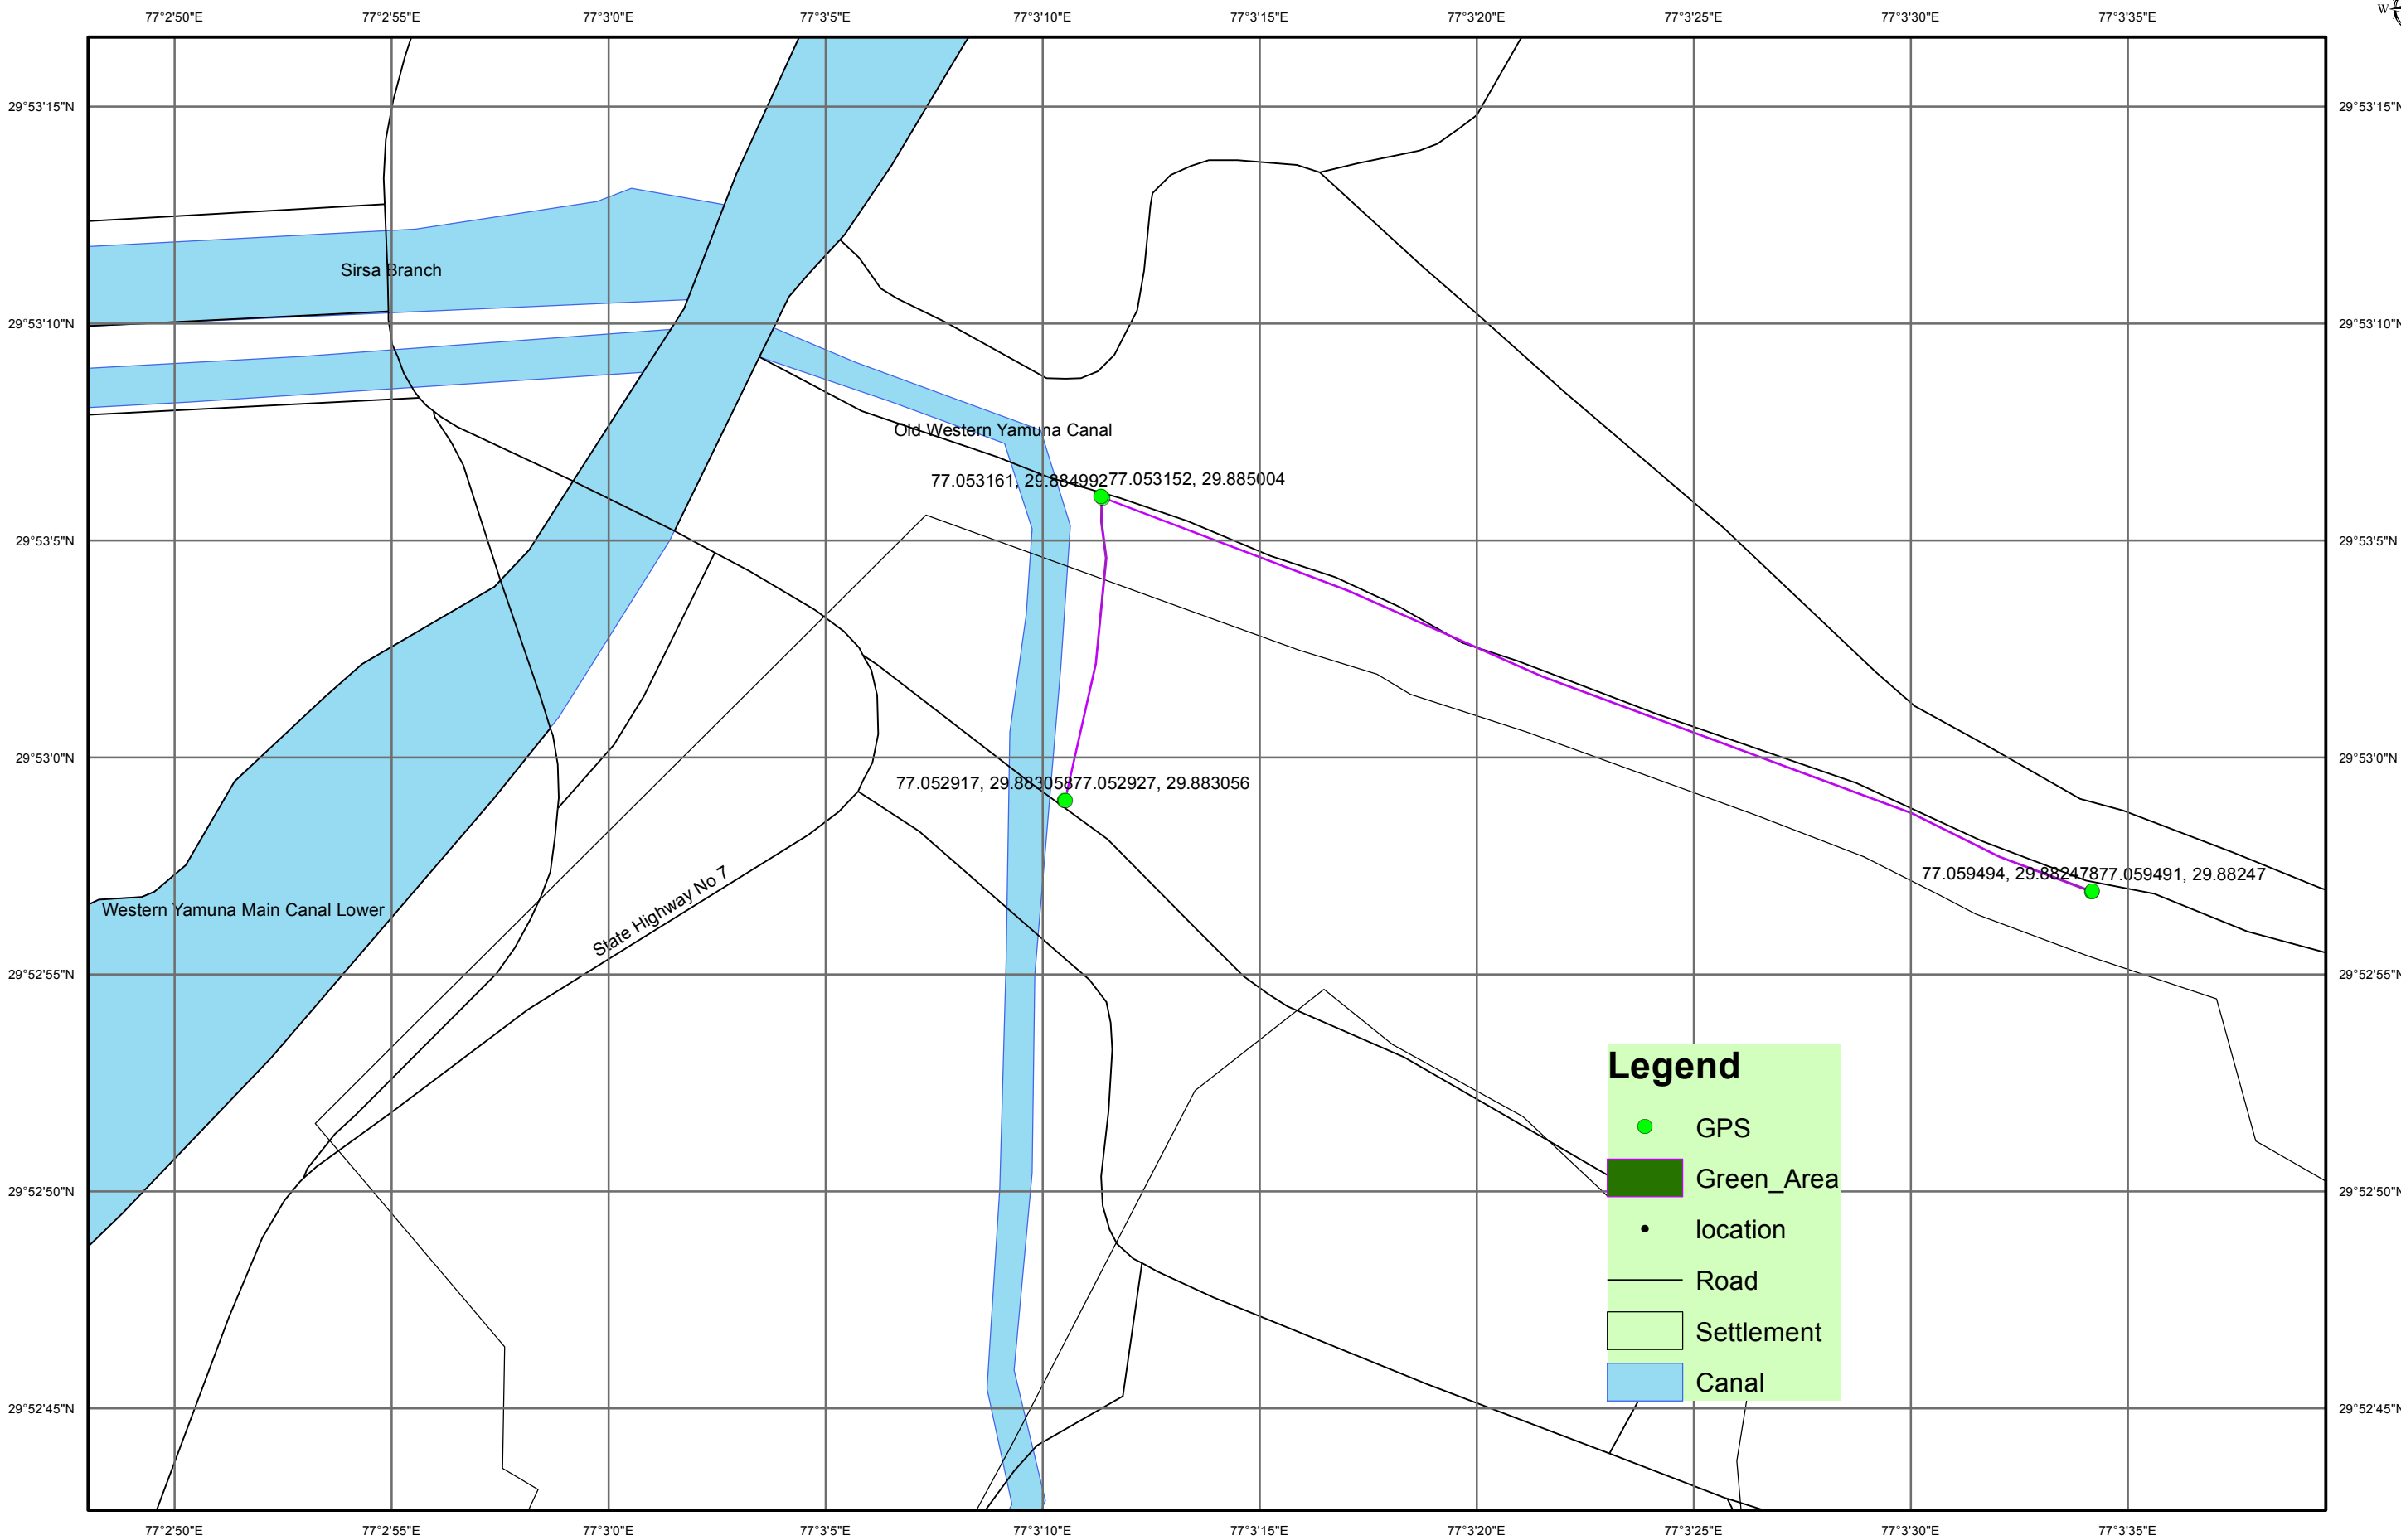 77°2'50"E 77°2'55"E 77°3'0"E 77°3'5"E 77°3'10"E 77°3'15"E 77°3'20"E 77°3'25"E 77°3'30"E 77°3'35"E
W
29°53'15"N 29°53'15"N
Sirsa Branch
29°53'10"N 29°53'10"N
Old Western Yamuna Canal
77.053161, 29.884992 77.053152, 29.885004
29°53'5"N 29°53'5"N
29°53'0"N 29°53'0"N
77.052917, 29.883058 77.052927, 29.883056
77.059494, 29.882478 77.059491, 29.88247
State Highway No 7
Western Yamuna Main Canal Lower
29°52'55"N 29°52'55"N
Legend
GPS
Green_Area
location
Road
Settlement
Canal
29°52'50"N 29°52'50"N
29°52'45"N 29°52'45"N
77°2'50"E 77°2'55"E 77°3'0"E 77°3'5"E 77°3'10"E 77°3'15"E 77°3'20"E 77°3'25"E 77°3'30"E 77°3'35"E